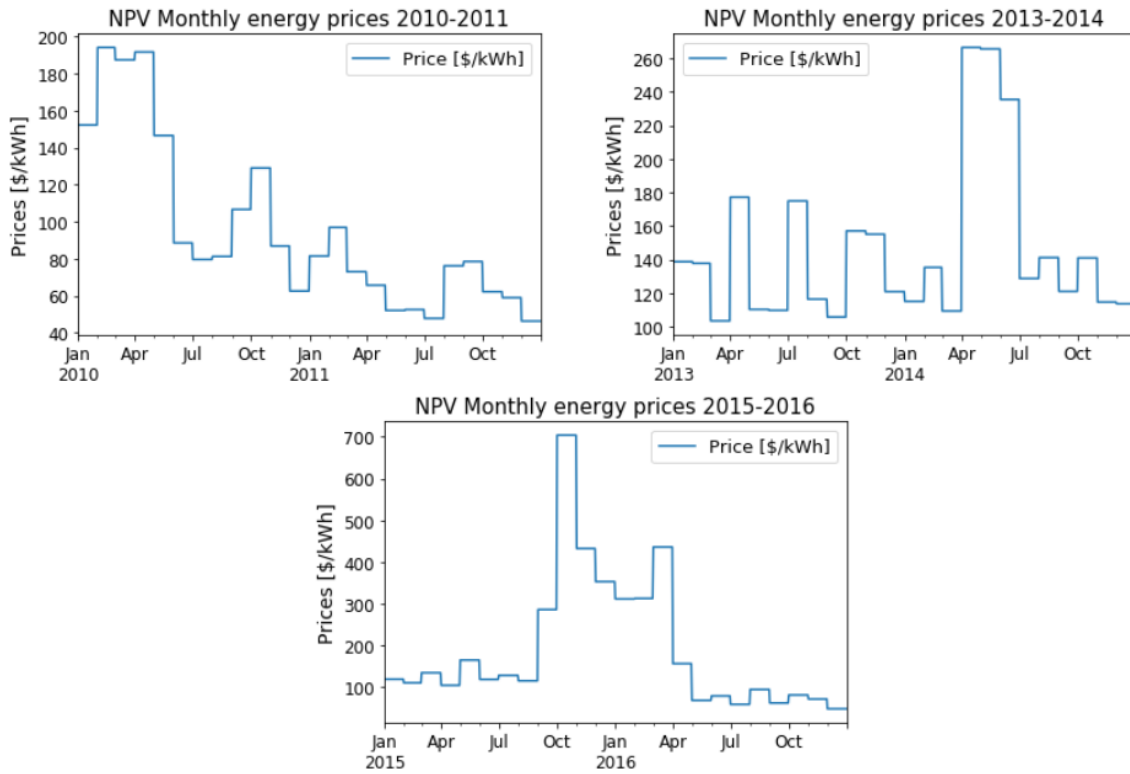 NPV Monthly energy prices 2010-2011
Price [$/kWh]
Prices [$/kWh]
200
180
160
140
120
100
80
60
40
Jan Apr Jul Oct Jan Apr Jul Oct
2010 2011
NPV Monthly energy prices 2013-2014
Price [$/kWh]
Prices [$/kWh]
260
240
220
200
180
160
140
120
100
Jan Apr Jul Oct Jan Apr Jul Oct
2013 2014
NPV Monthly energy prices 2015-2016
Price [$/kWh]
Prices [$/kWh]
700
600
500
400
300
200
100
Jan Apr Jul Oct Jan Apr Jul Oct
2015 2016